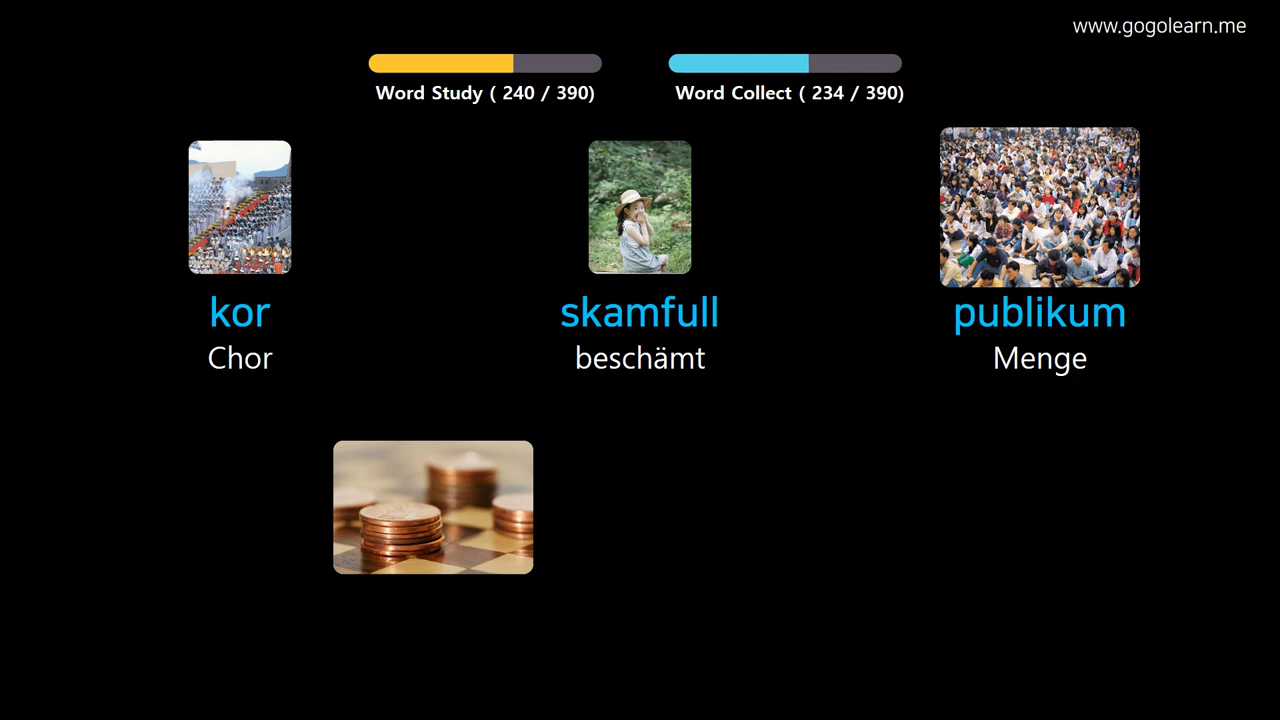 www.gogolearn.me
Word Study ( 240 / 390)
Word Collect ( 234 / 390)
kor
skamfull
publikum
Chor
beschämt
Menge